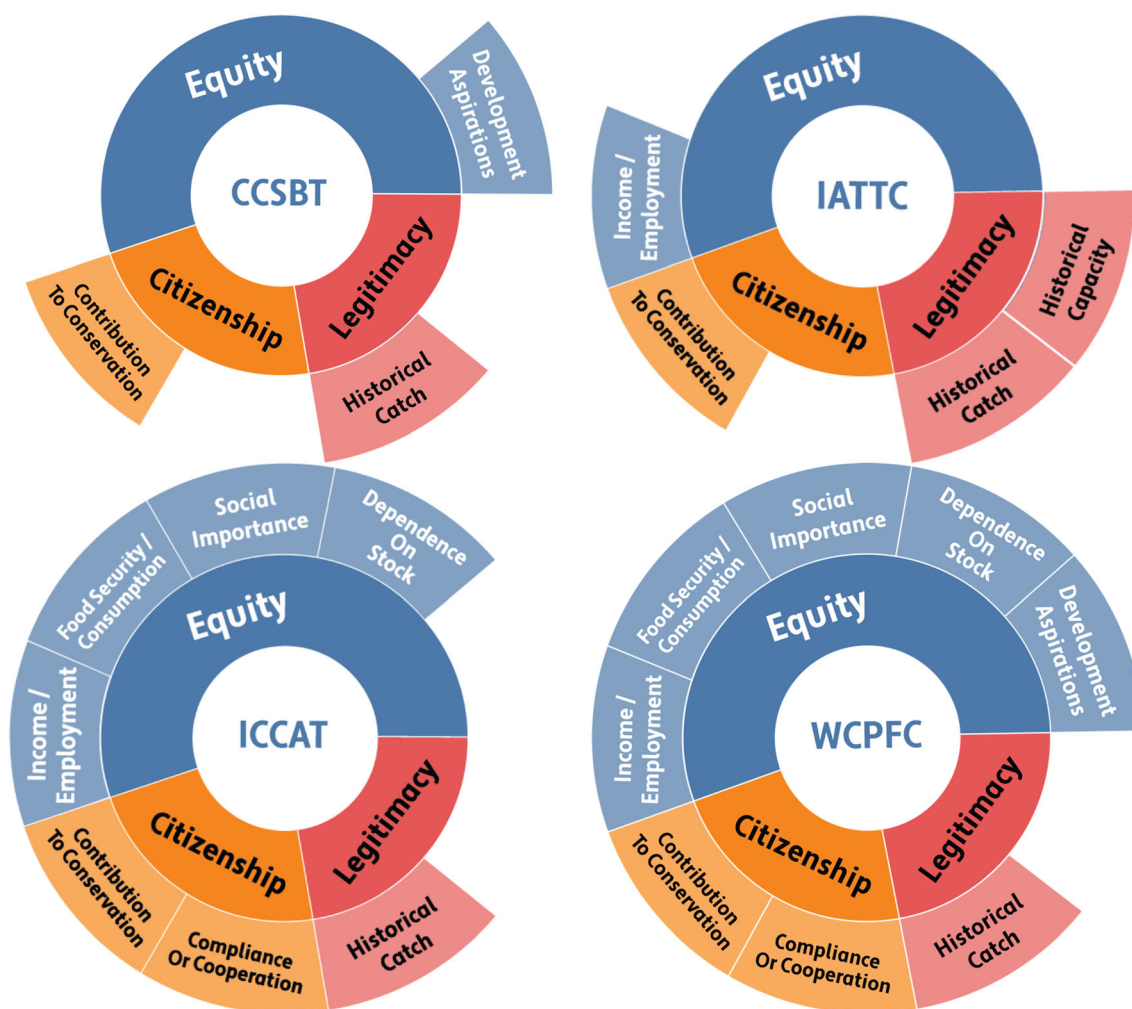 Equity
Development
Aspirations
CCSBT
Legitimacy
Citizenship
Contribution
To Conservation
Historical
Catch
Equity
Income /
Employment
IATTC
Legitimacy
Historical
Capacity
Citizenship
Contribution
To Conservation
Historical
Catch
Social
Importance
Dependence
On
Stock
Food Security /
Consumption
Equity
Income /
Employment
ICCAT
Legitimacy
Citizenship
Contribution
To Conservation
Compliance
Or Cooperation
Historical
Catch
Social
Importance
Dependence
On
Stock
Food Security /
Consumption
Equity
Development
Aspirations
Income /
Employment
WCPFC
Legitimacy
Citizenship
Contribution
To Conservation
Compliance
Or Cooperation
Historical
Catch